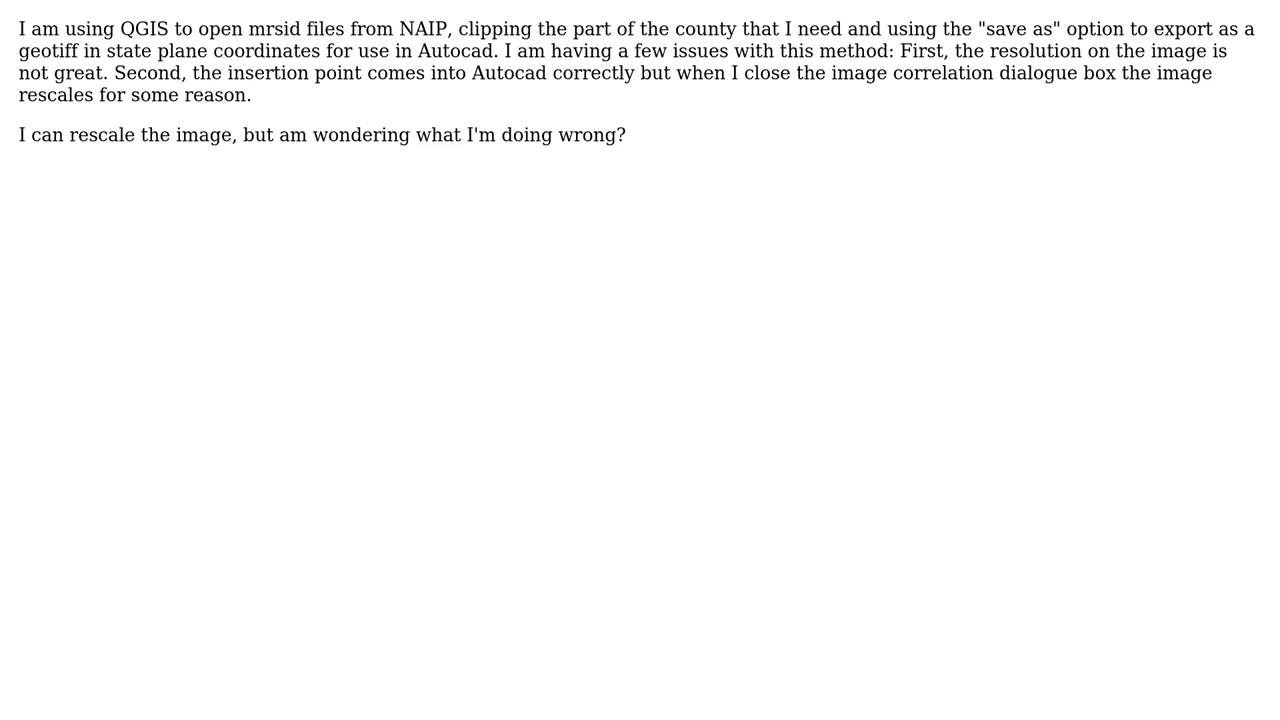 I am using QGIS to open mrsid files from NAIP, clipping the part of the county that I need and using the "save as" option to export as a
geotiff in state plane coordinates for use in Autocad. I am having a few issues with this method: First, the resolution on the image is
not great. Second, the insertion point comes into Autocad correctly but when I close the image correlation dialogue box the image
rescales for some reason.
I can rescale the image, but am wondering what I'm doing wrong?